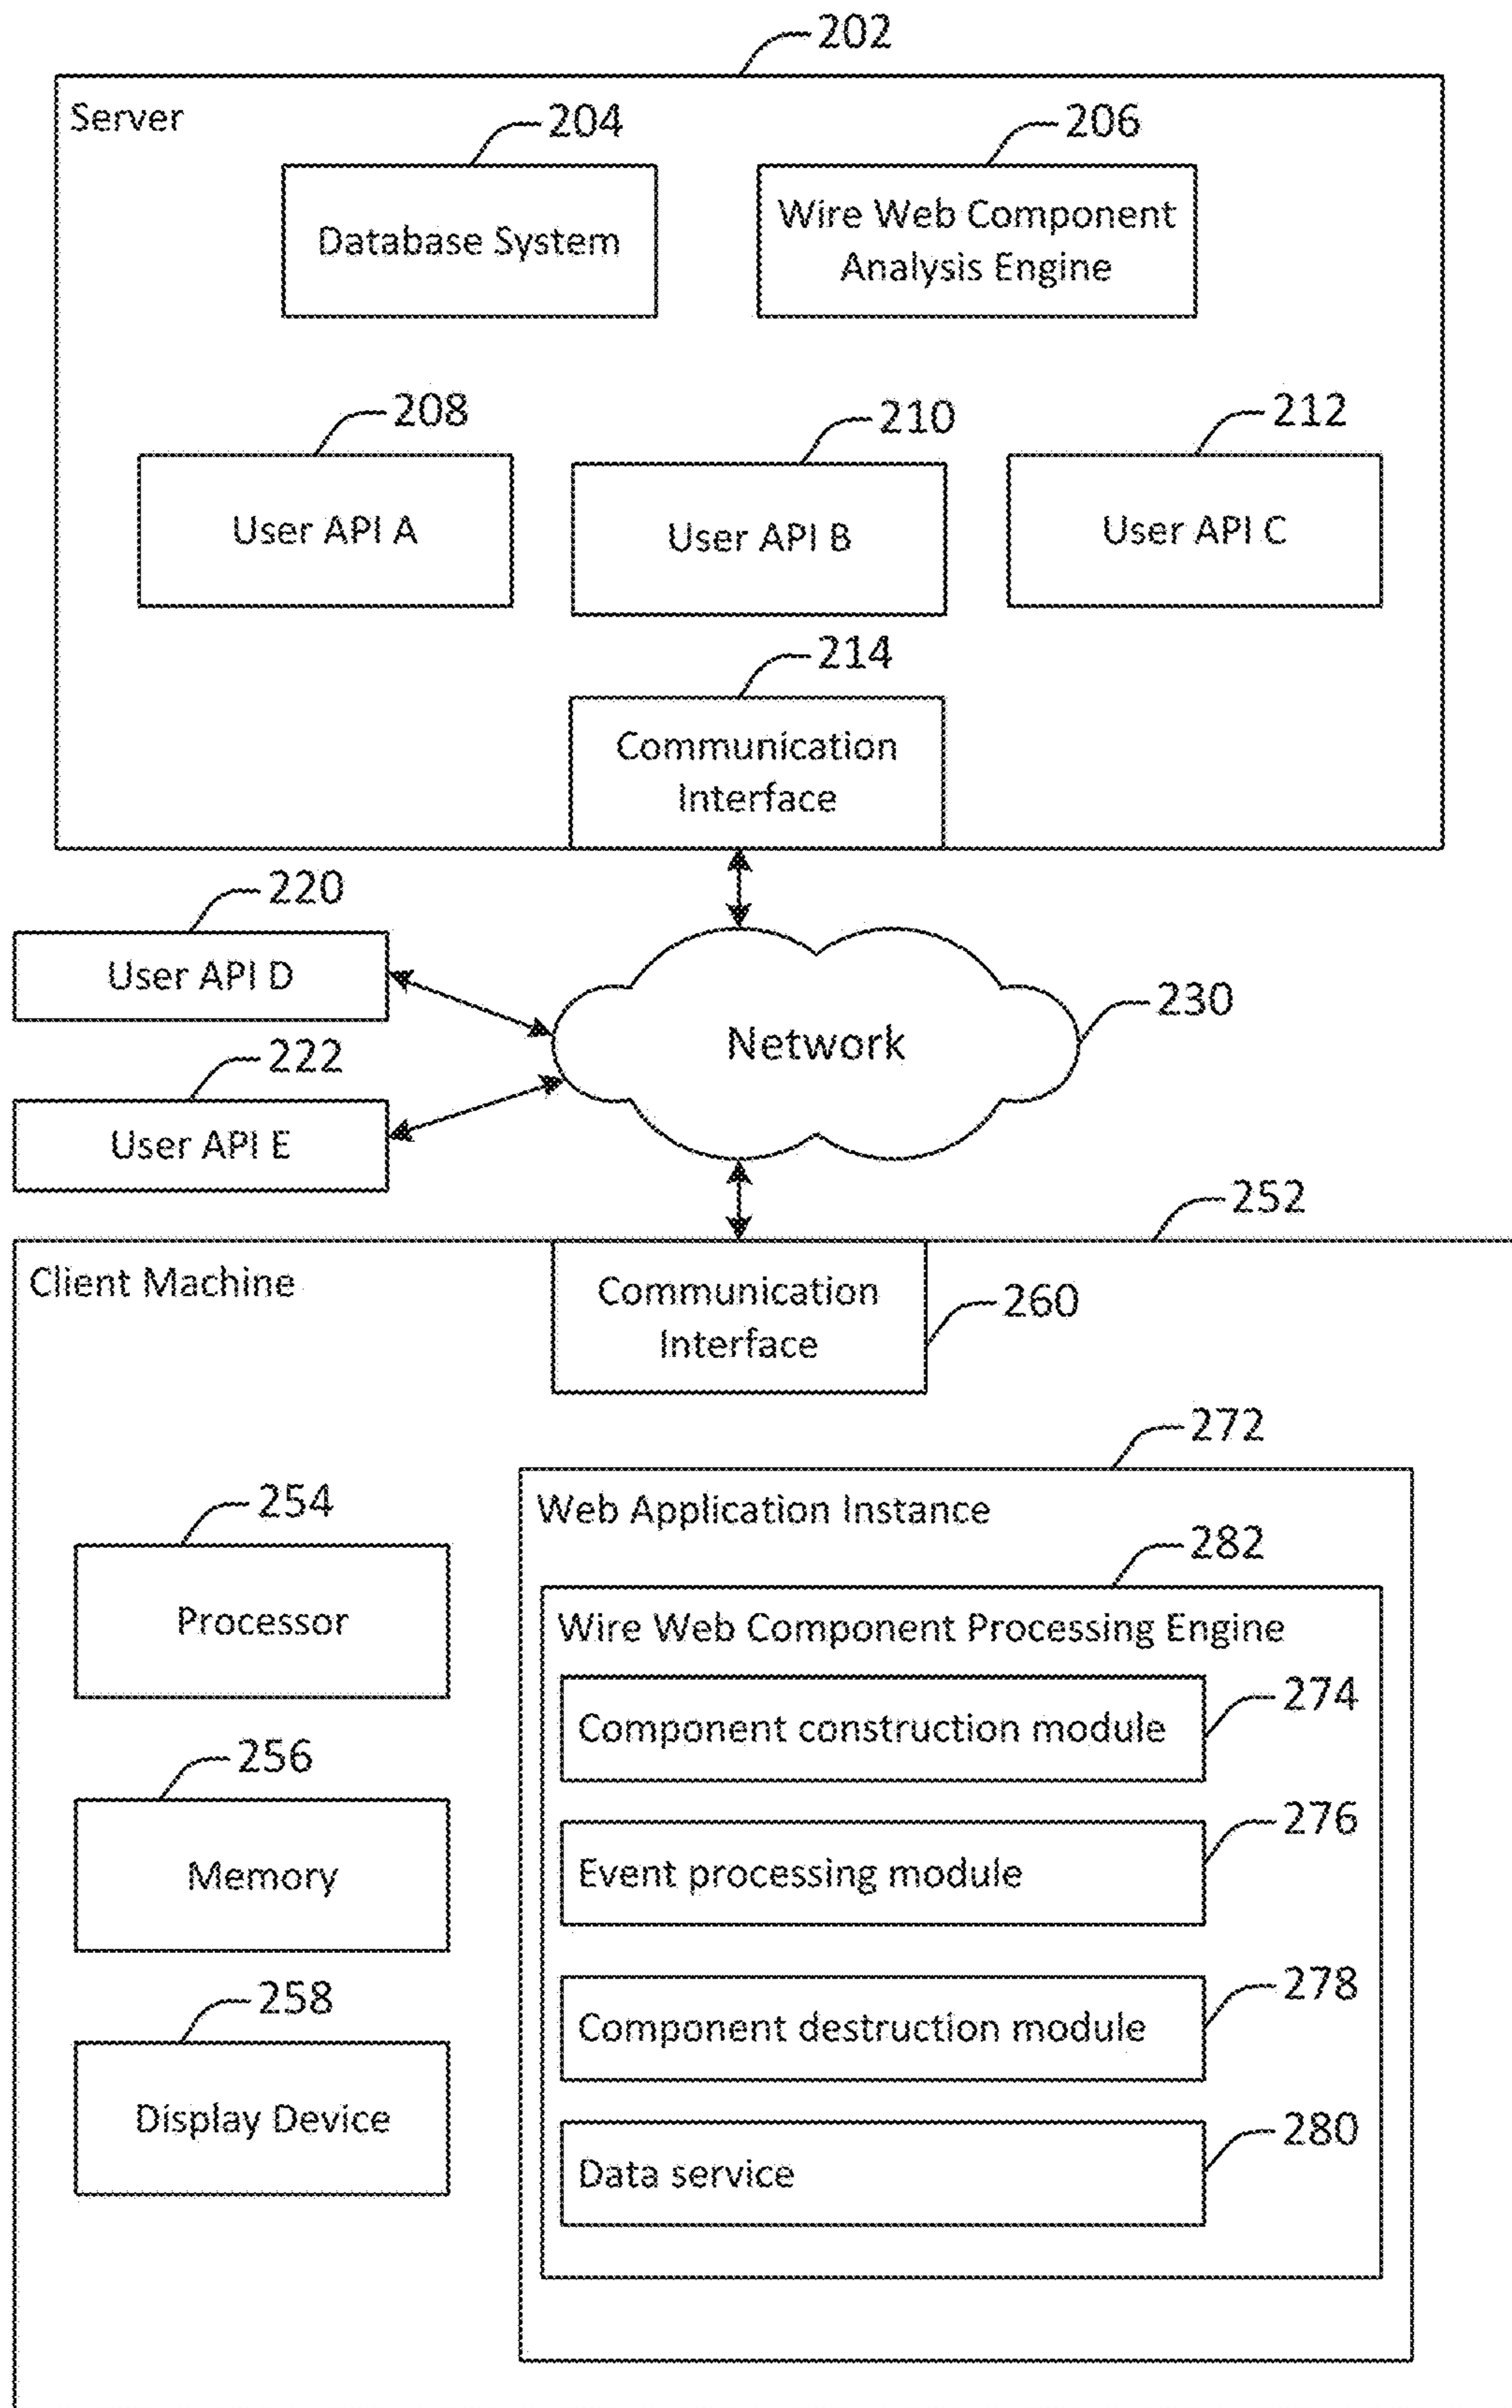 202
Server
204
206
Database System
Wire Web Component
Analysis Engine
208
210
212
User API A
User API B
User API C
214
Communication
Interface
220
User API D
230
Network
222
User API E
252
Client Machine
Communication
Interface
260
272
Web Application Instance
254
Processor
282
Wire Web Component Processing Engine
274
Component construction module
256
Memory
276
Event processing module
258
Display Device
278
Component destruction module
280
Data service